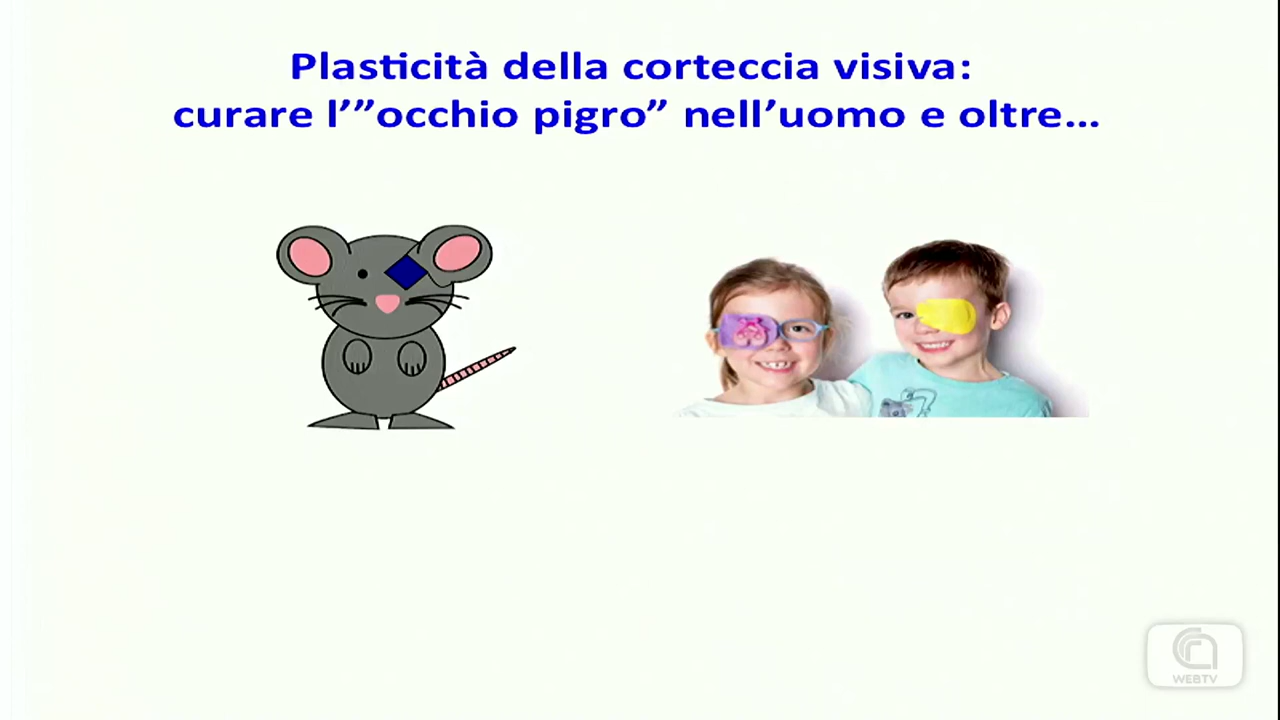 Plasticità della corteccia visiva:
curare l’”occhio pigro” nell’uomo e oltre…
WEBTV